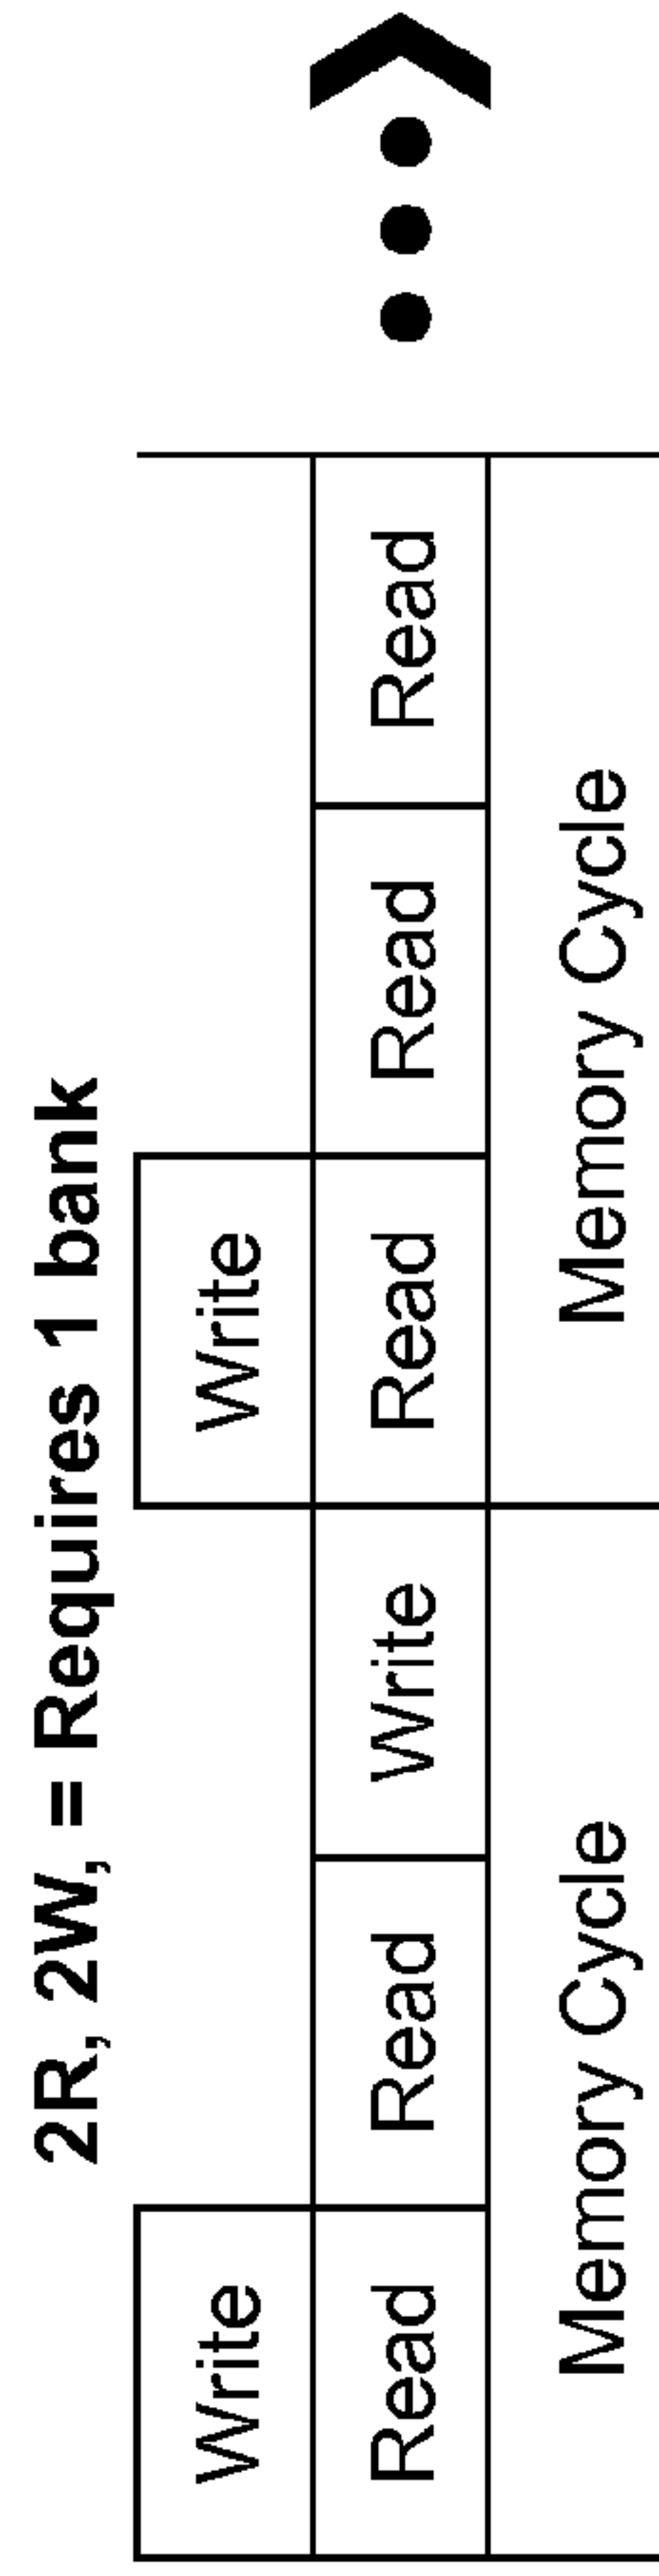 2R, 2W, = Requires 1 bank
Write Write
Read Read Write Read Read Read
Memory Cycle Memory Cycle